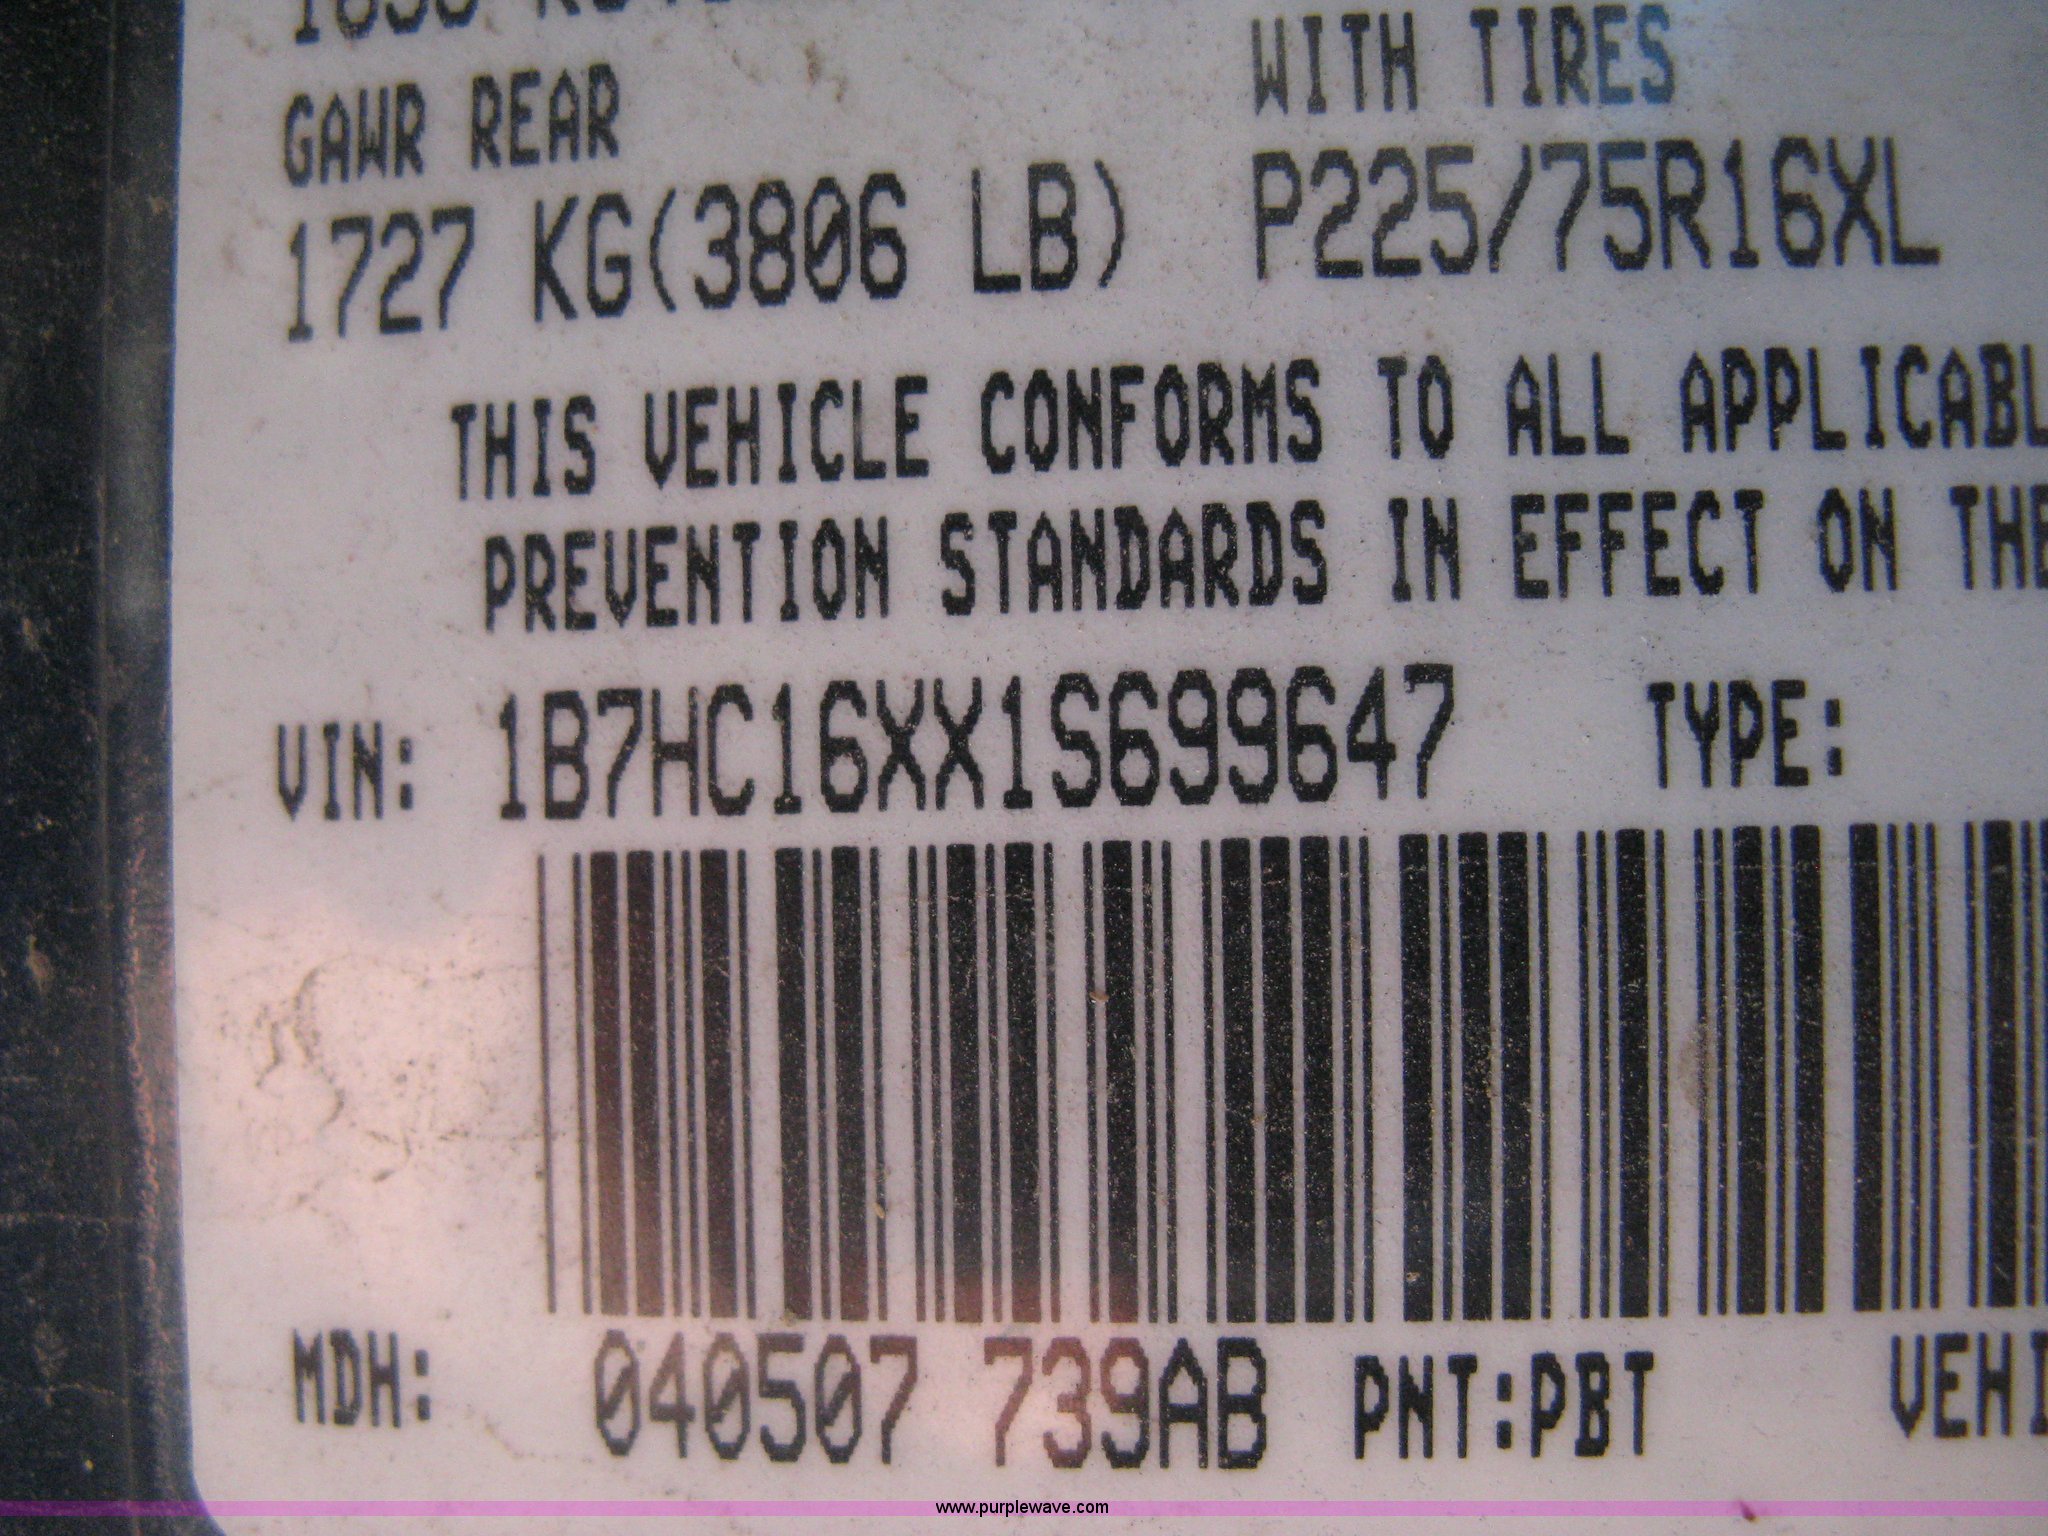 WITH TIRES
GAWR REAR
1727 KG(3806 LB) P225/75R16XL
THIS VEHICLE CONFORMS TO ALL APPLICABL
PREVENTION STANDARDS IN EFFECT ON THE
VIN: 1B7HC16XX1S699647 TYPE:
MDH: 040507 739AB PNT:PBT VEHI
www.purplewave.com